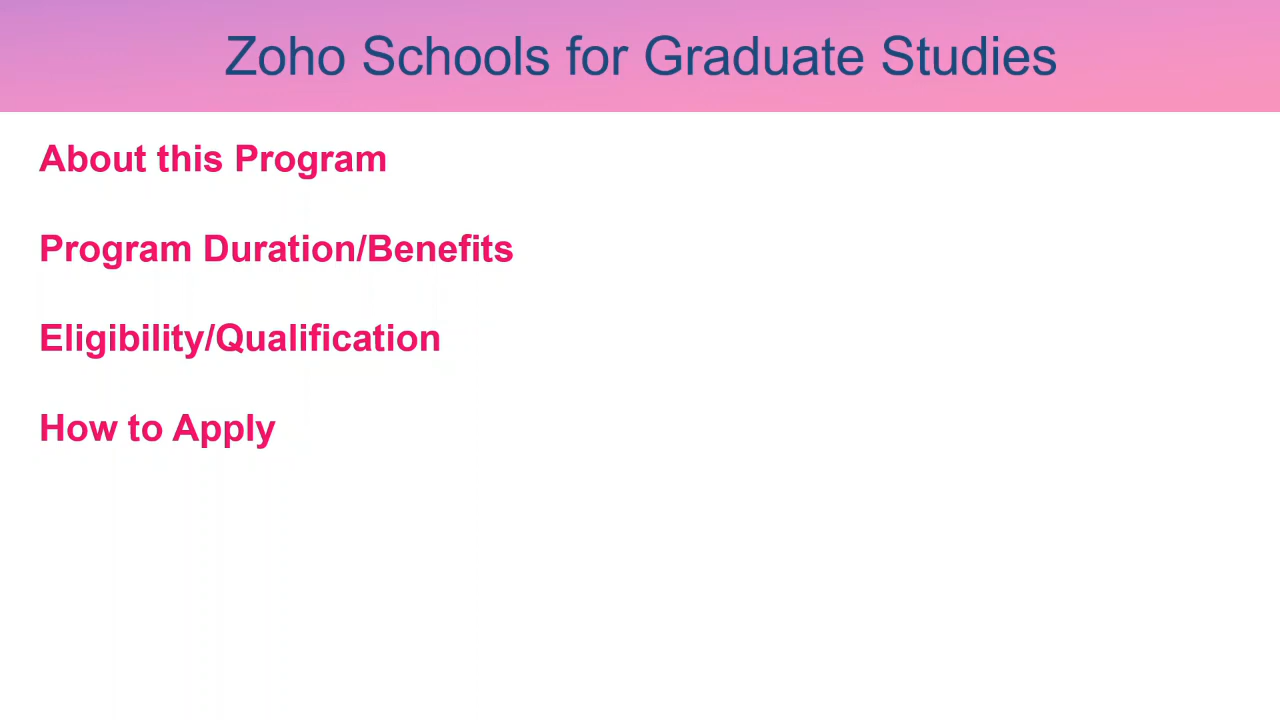 Zoho Schools for Graduate Studies
About this Program
Program Duration/Benefits
Eligibility/Qualification
How to Apply